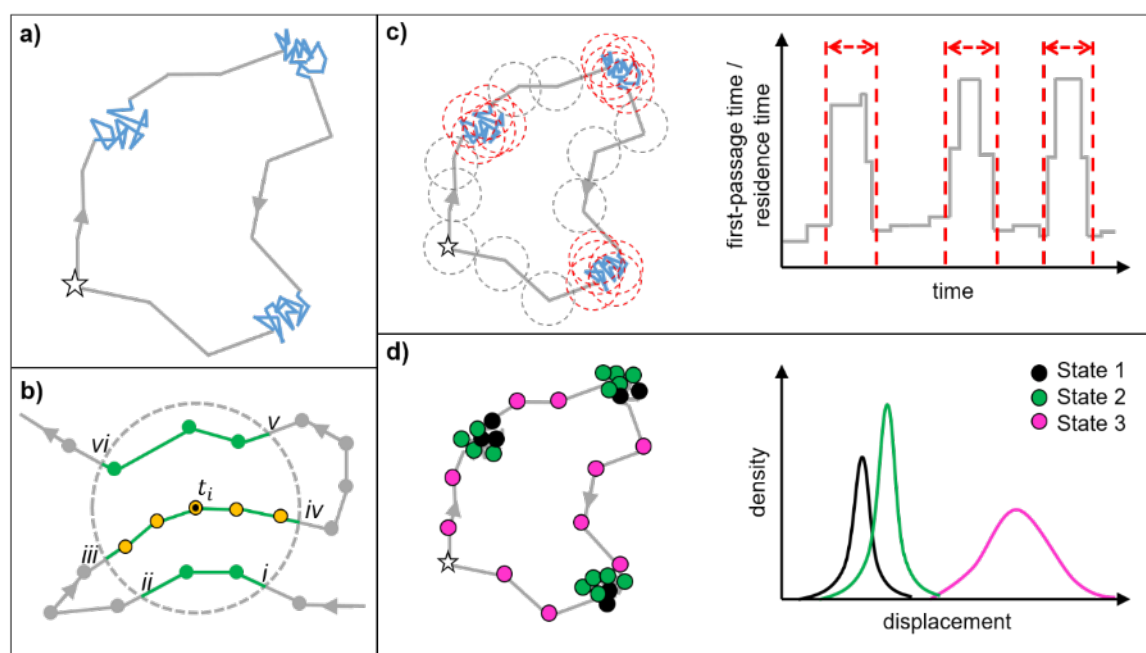 a)
b)
vi
v
t_i
iv
iii
ii
i
c)
first-passage time /
residence time
time
d)
State 1
State 2
State 3
density
displacement